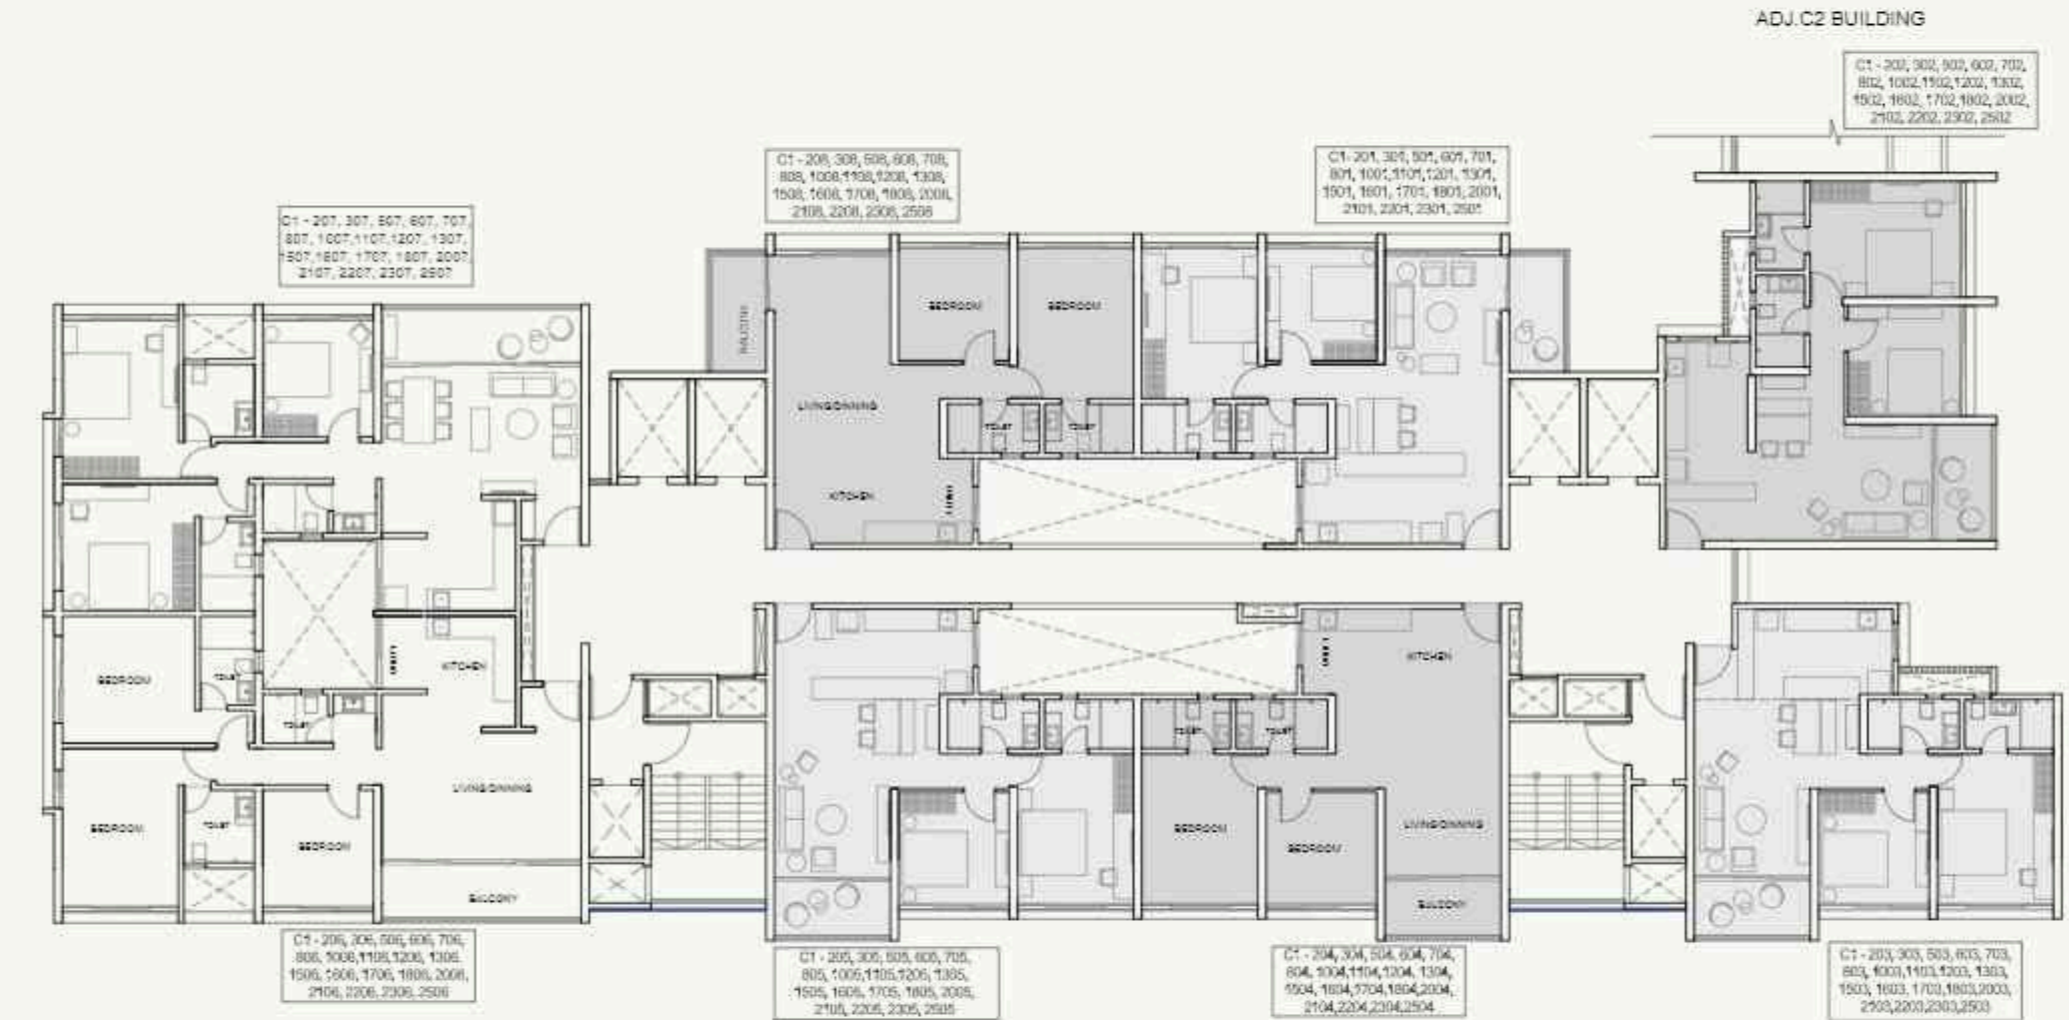 ADJ.C2 BUILDING
C1 - 202, 302, 502, 602, 702,
802, 1002,1102,1202, 1302,
1502, 1602, 1702,1802, 2002,
2102, 2202, 2302, 2502
C1 - 208, 308, 508, 608, 708,
808, 1008,1108,1208, 1308,
1508, 1608, 1708, 1808, 2008,
2108, 2208, 2308, 2508
C1- 201, 301, 501, 601, 701,
801, 1001,1101,1201, 1301,
1501, 1601, 1701, 1801, 2001,
2101, 2201, 2301, 2501
C1 - 207, 307, 507, 607, 707,
807, 1007,1107,1207, 1307,
1507,1607, 1707, 1807, 2007,
2107, 2207, 2307, 2507
BALCONY
BEDROOM
BEDROOM
LIVING/DINNING
TOILET
TOILET
KITCHEN
KITCHEN
KITCHEN
BEDROOM
TOILET
TOILET
TOILET
TOILET
LIVING/DINNING
BEDROOM
TOILET
BEDROOM
BEDROOM
BEDROOM
LIVING/DINNING
BALCONY
BALCONY
C1 - 206, 306, 506, 606, 706,
806, 1006,1106,1206, 1306,
1506, 1606, 1706, 1806, 2006,
2106, 2206, 2306, 2506
C1 - 205, 305, 505, 605, 705,
805, 1005,1105,1205, 1305,
1505, 1605, 1705, 1805, 2005,
2105, 2205, 2305, 2505
C1 - 204, 304, 504, 604, 704,
804, 1004,1104,1204, 1304,
1504, 1604,1704,1804,2004,
2104,2204,2304,2504
C1 - 203, 303, 503, 603, 703,
803, 1003,1103,1203, 1303,
1503, 1603, 1703,1803,2003,
2103,2203,2303,2503